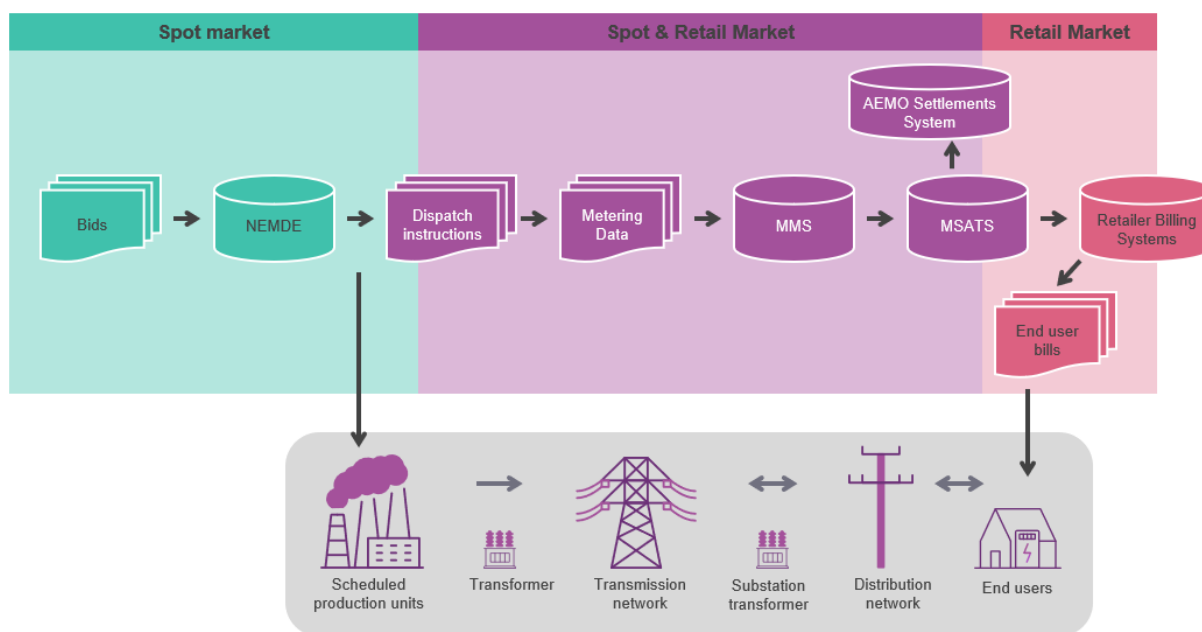 Spot market
Spot & Retail Market
Retail Market
AEMO Settlements
System
Bids
NEMDE
Dispatch
instructions
Metering
Data
MMS
MSATS
Retailer Billing
Systems
End user
bills
Scheduled
production units
Transformer
Transmission
network
Substation
transformer
Distribution
network
End users